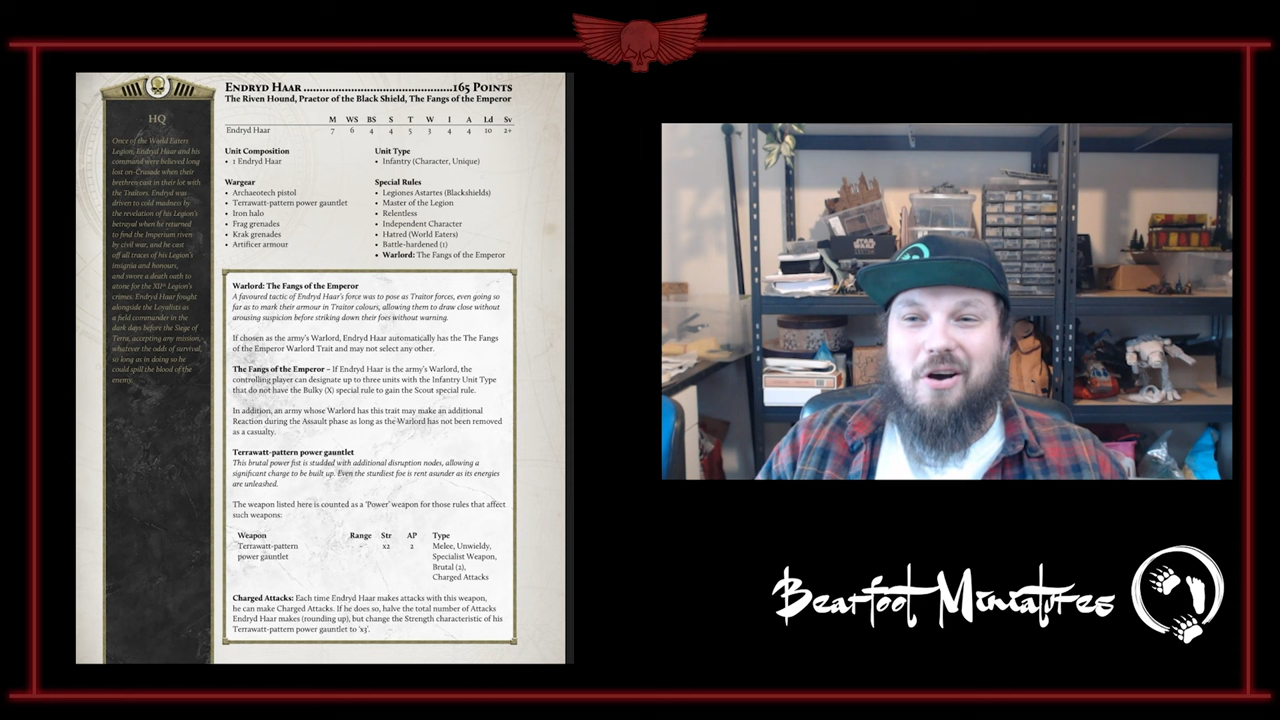 ENDRYD HAAR...................................................165 POINTS
The Riven Hound, Praetor of the Black Shield, The Fangs of the Emperor
HQ
Once of the World Eaters
Legion, Endryd Haar and his
command were believed long
lost on-Crusade when their
brethren cast in their lot with
the Traitors. Endryd was
driven to cold madness by
the revelation of his Legion's
betrayal when he returned
to find the Imperium riven
by civil war, and he cast
off all traces of his Legion's
insignia and honours,
and swore a death oath to
atone for the XIIth Legion's
crimes. Endryd Haar fought
alongside the Loyalists as
a field commander in the
dark days before the Siege of
Terra, accepting any mission,
whatever the odds of survival,
so long as in doing so he
could spill the blood of the
enemy.
M WS BS S T W I A Ld Sv
Endryd Haar 7 6 4 4 5 3 4 4 10 2+
Unit Composition
• 1 Endryd Haar
Unit Type
• Infantry (Character, Unique)
Wargear
• Archaeotech pistol
• Terrawatt-pattern power gauntlet
• Iron halo
• Frag grenades
• Krak grenades
• Artificer armour
Special Rules
• Legiones Astartes (Blackshields)
• Master of the Legion
• Relentless
• Independent Character
• Hatred (World Eaters)
• Battle-hardened (1)
• Warlord: The Fangs of the Emperor
Warlord: The Fangs of the Emperor
A favoured tactic of Endryd Haar's force was to pose as Traitor forces, even going so
far as to mark their armour in Traitor colours, allowing them to draw close without
arousing suspicion before striking down their foes without warning.
If chosen as the army's Warlord, Endryd Haar automatically has the The Fangs
of the Emperor Warlord Trait and may not select any other.
The Fangs of the Emperor – If Endryd Haar is the army's Warlord, the
controlling player can designate up to three units with the Infantry Unit Type
that do not have the Bulky (X) special rule to gain the Scout special rule.
In addition, an army whose Warlord has this trait may make an additional
Reaction during the Assault phase as long as the Warlord has not been removed
as a casualty.
Terrawatt-pattern power gauntlet
This brutal power fist is studded with additional disruption nodes, allowing a
significant charge to be built up. Even the sturdiest foe is rent asunder as its energies
are unleashed.
The weapon listed here is counted as a 'Power' weapon for those rules that affect
such weapons:
Weapon Range Str AP Type
Terrawatt-pattern - x2 2 Melee, Unwieldy,
power gauntlet Specialist Weapon,
Brutal (2),
Charged Attacks
Charged Attacks: Each time Endryd Haar makes attacks with this weapon,
he can make Charged Attacks. If he does so, halve the total number of Attacks
Endryd Haar makes (rounding up), but change the Strength characteristic of his
Terrawatt-pattern power gauntlet to 'x3'.
STAR
WARS
Bearfoot Miniatures